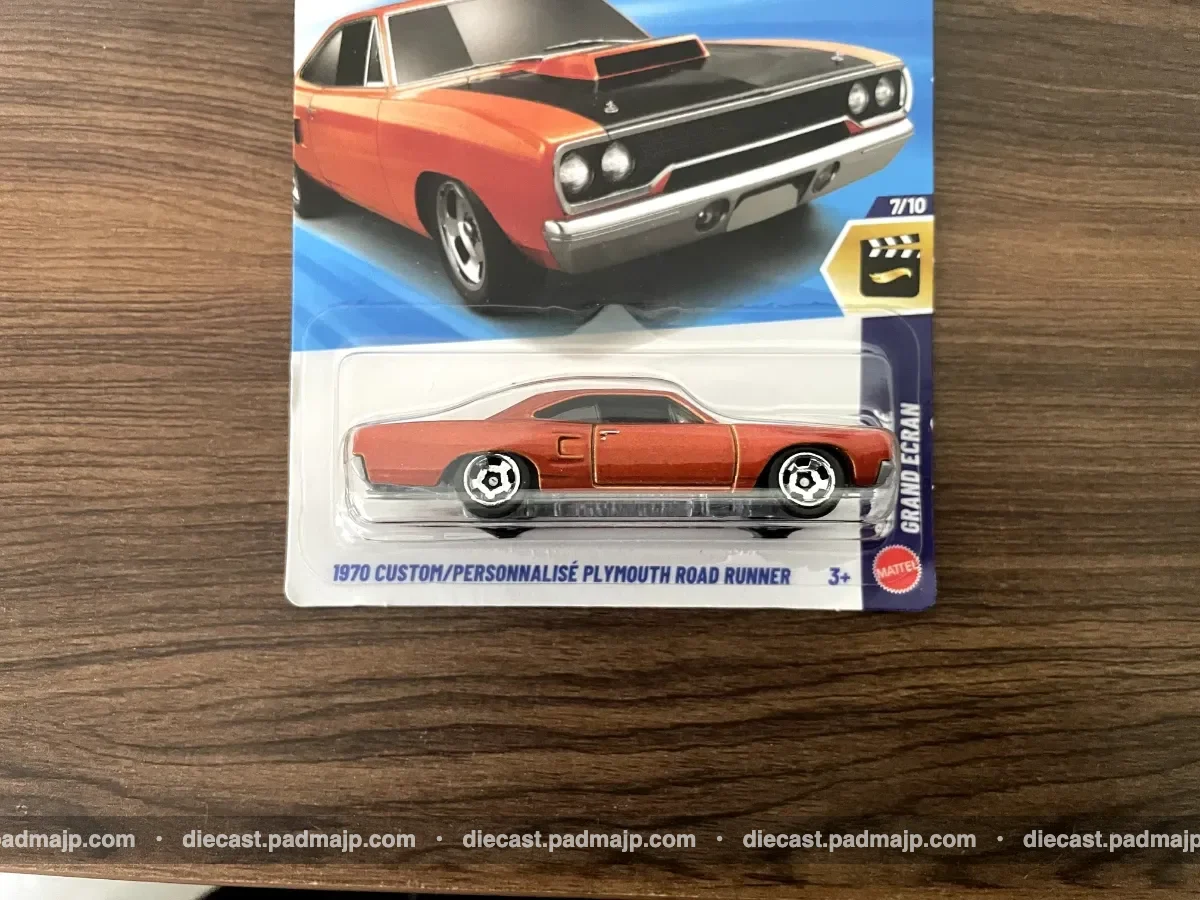 7/10
GRAND ECRAN
1970 CUSTOM/PERSONNALISÉ PLYMOUTH ROAD RUNNER
3+
MATTEL
admajp.com • diecast.padmajp.com • diecast.padmajp.com • diecast.padmajp.com • diecast.padmajp